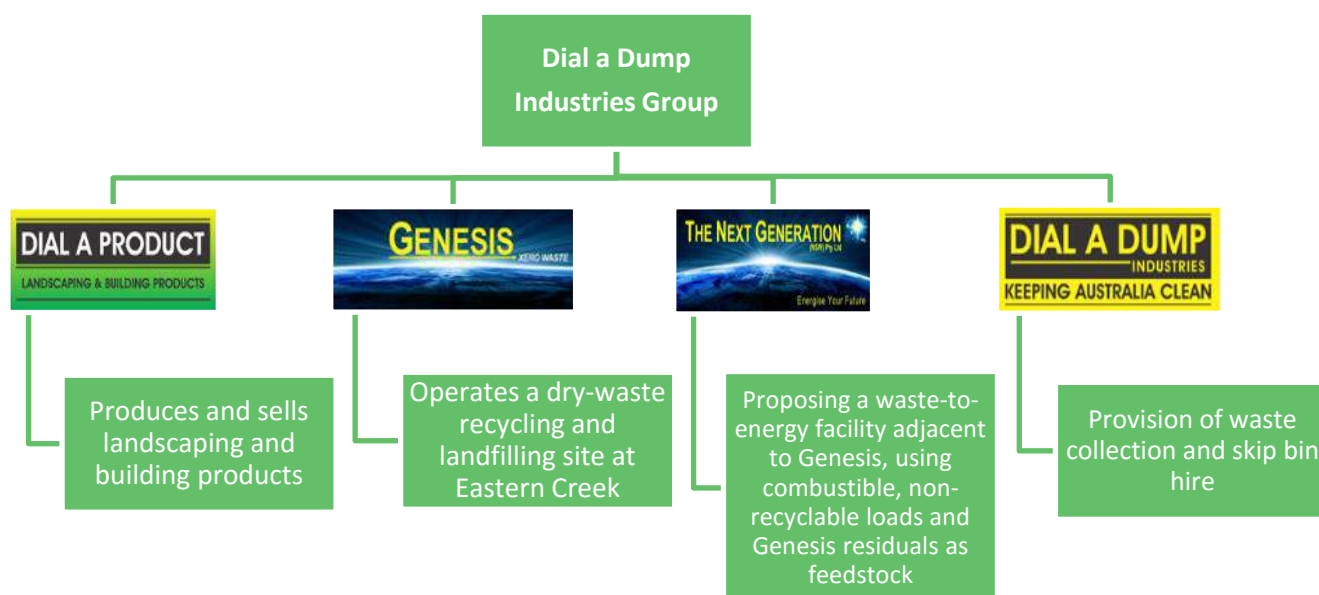 Dial a Dump
Industries Group
DIAL A PRODUCT
LANDSCAPING & BUILDING PRODUCTS
GENESIS
XERO WASTE
THE NEXT GENERATION
(NSW) Pty Ltd
Energise Your Future
DIAL A DUMP
INDUSTRIES
KEEPING AUSTRALIA CLEAN
Produces and sells
landscaping and
building products
Operates a dry-waste
recycling and
landfilling site at
Eastern Creek
Proposing a waste-to-
energy facility adjacent
to Genesis, using
combustible, non-
recyclable loads and
Genesis residuals as
feedstock
Provision of waste
collection and skip bin
hire